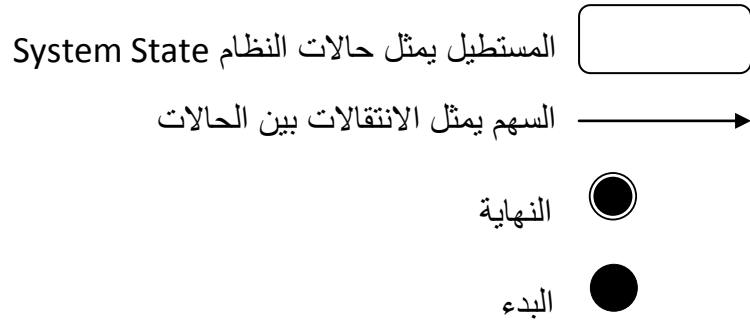 المستطيل يمثل حالات النظام System State
السهم يمثل الانتقالات بين الحالات
النهاية
البدء